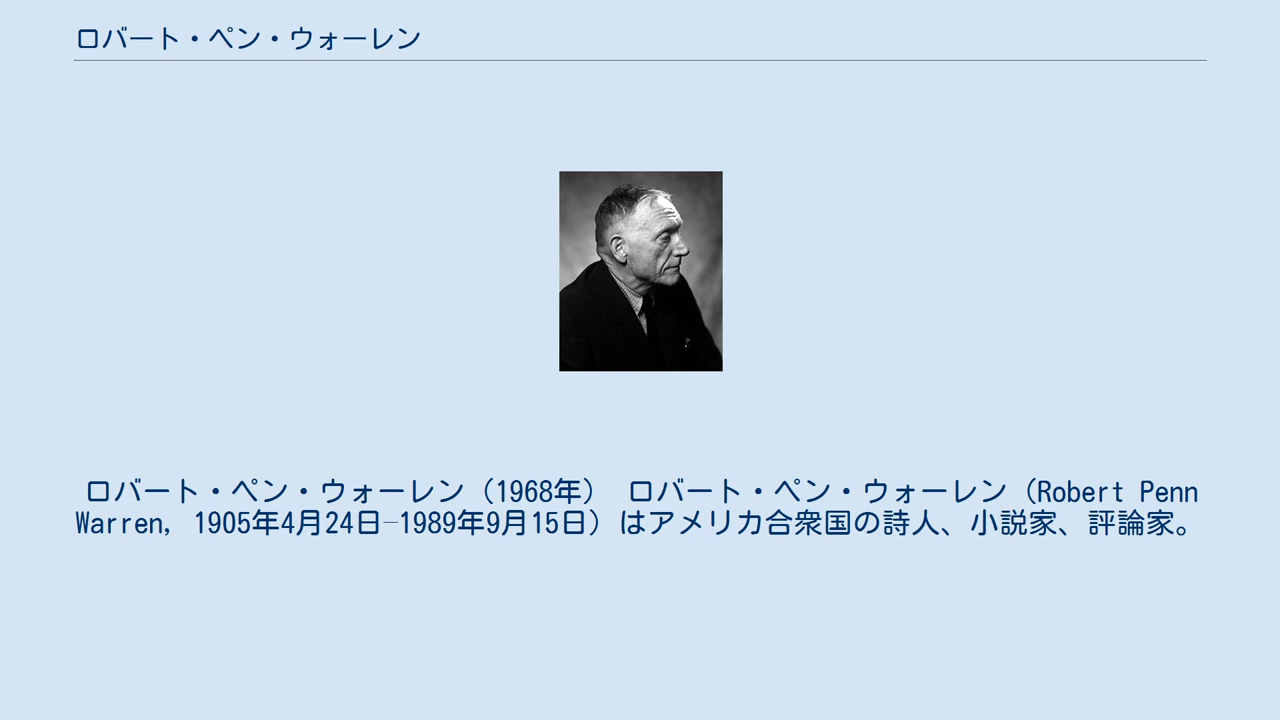 ロバート・ペン・ウォーレン
ロバート・ペン・ウォーレン（1968年） ロバート・ペン・ウォーレン（Robert Penn
Warren, 1905年4月24日–1989年9月15日）はアメリカ合衆国の詩人、小説家、評論家。